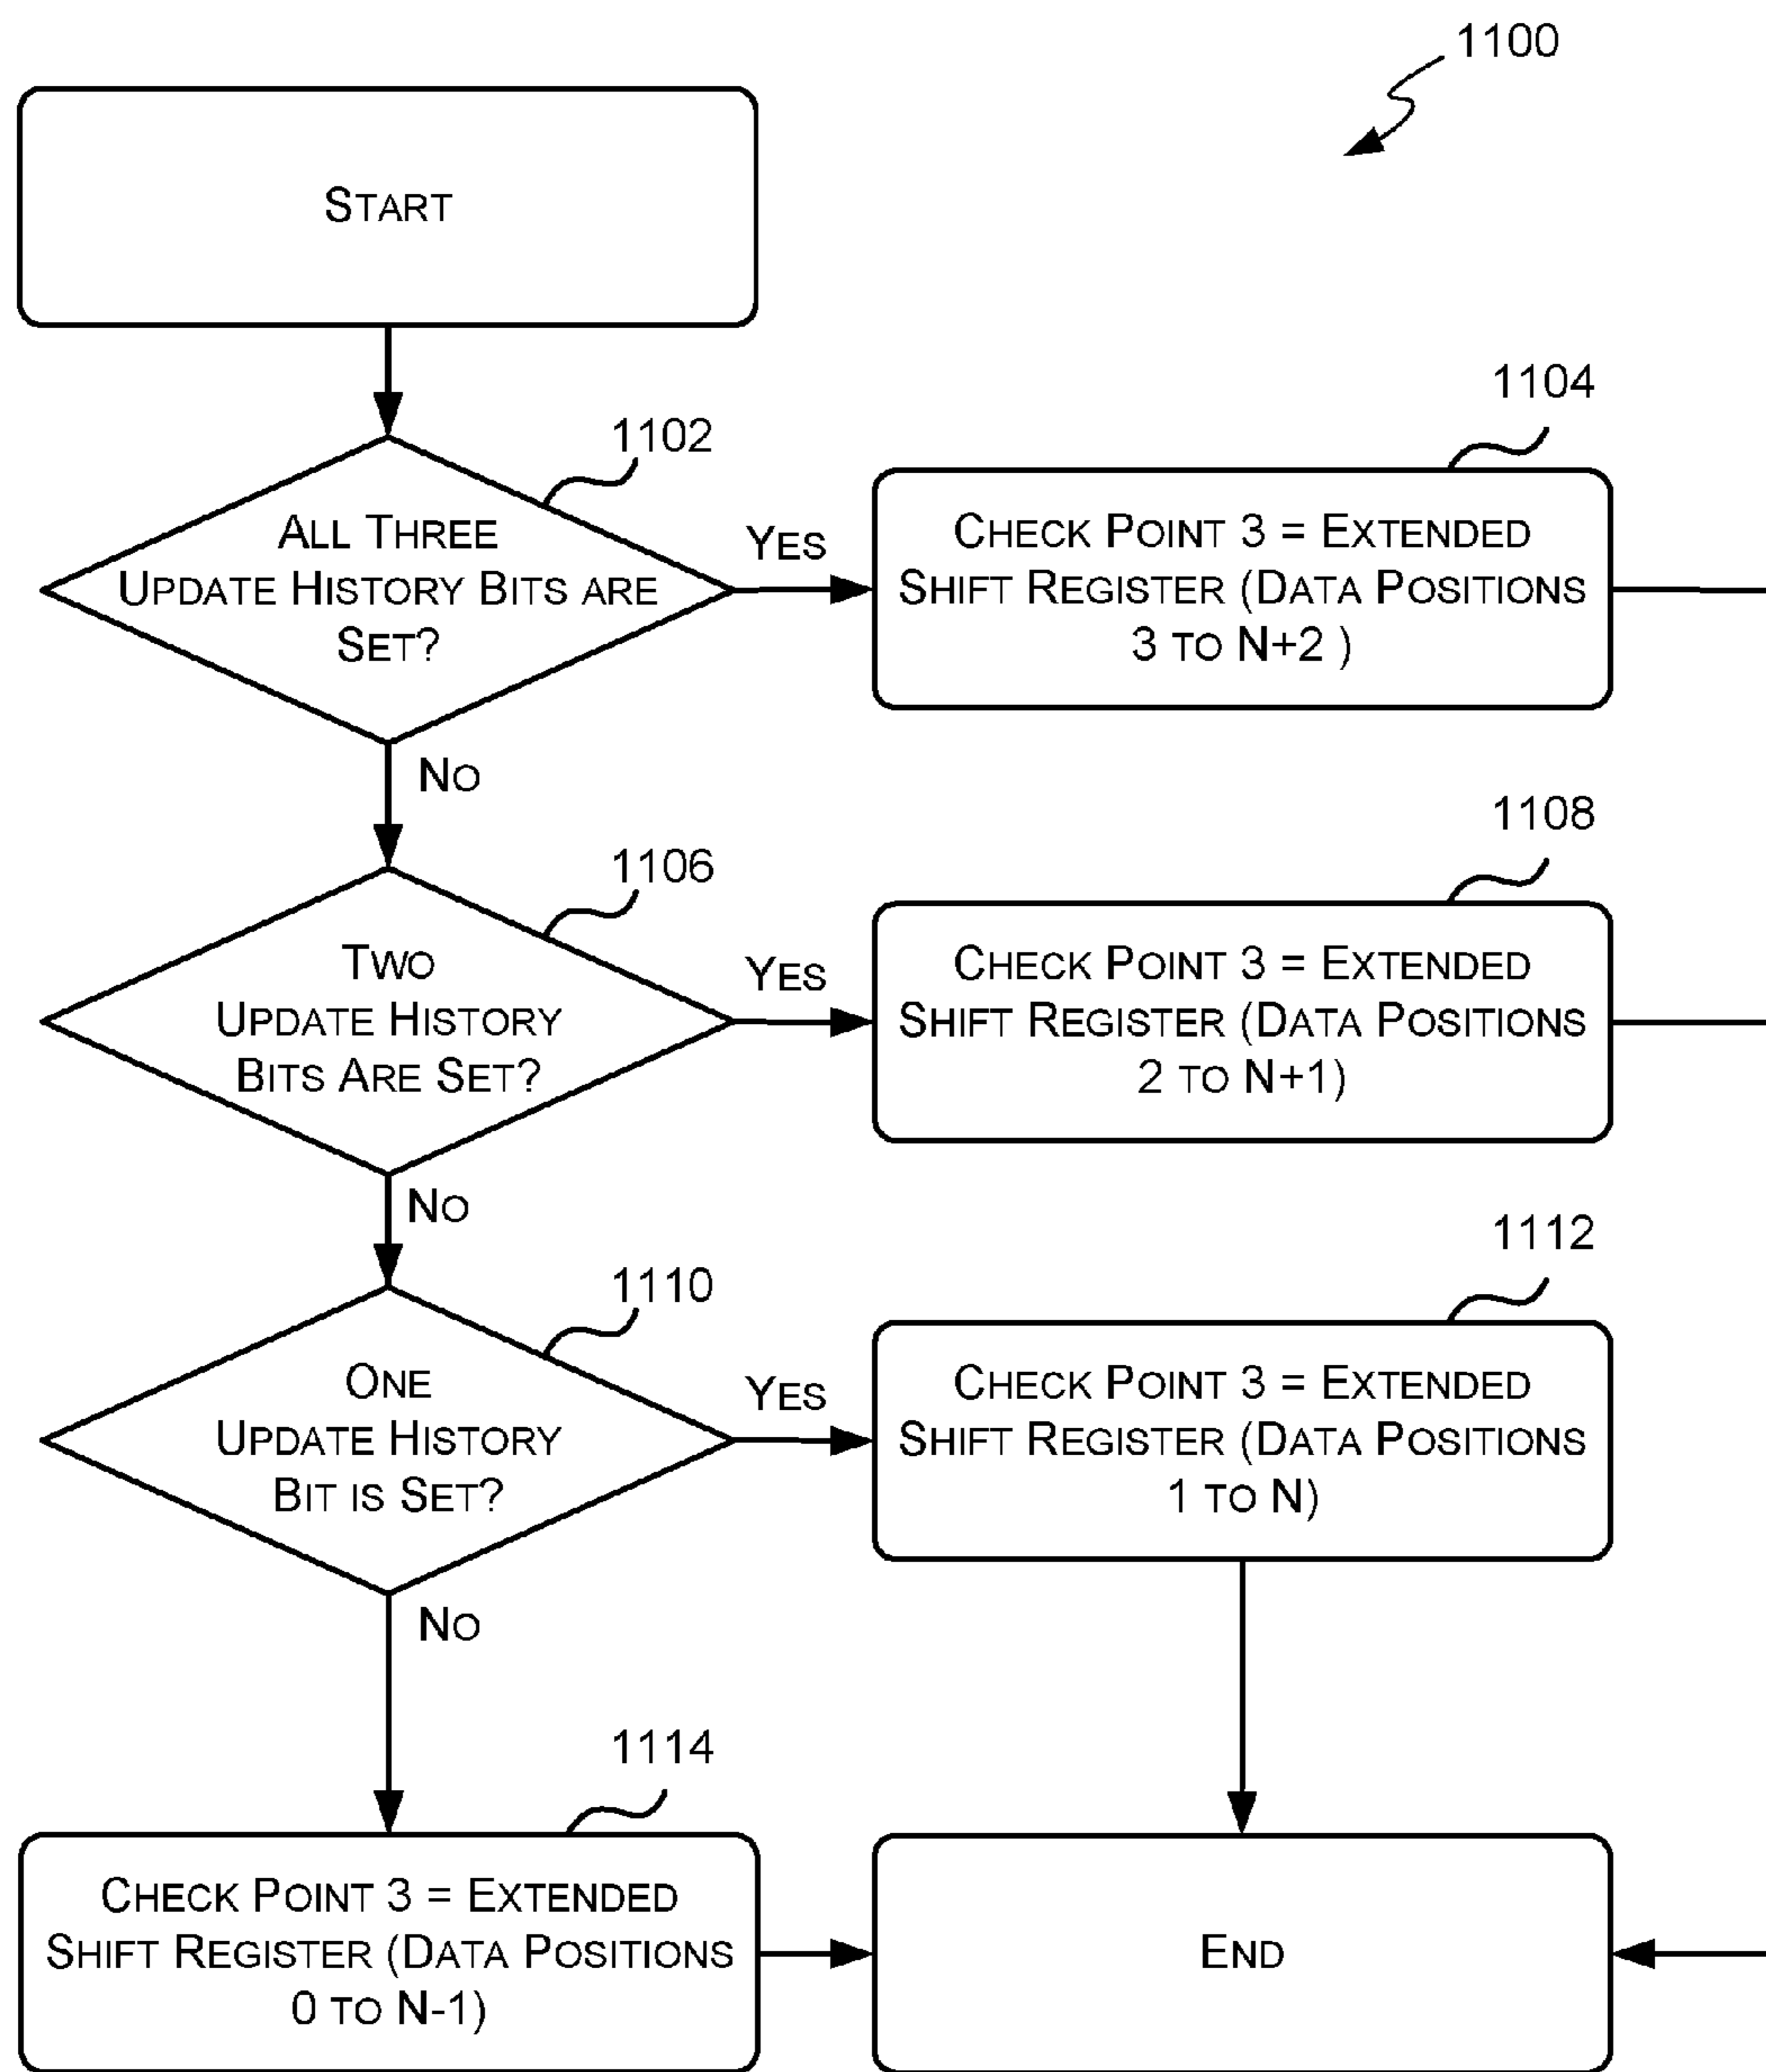 1100
START
1102
ALL THREE
UPDATE HISTORY BITS ARE
SET?
YES
1104
CHECK POINT 3 = EXTENDED
SHIFT REGISTER (DATA POSITIONS
3 TO N+2 )
NO
1106
TWO
UPDATE HISTORY
BITS ARE SET?
YES
1108
CHECK POINT 3 = EXTENDED
SHIFT REGISTER (DATA POSITIONS
2 TO N+1)
NO
1110
ONE
UPDATE HISTORY
BIT IS SET?
YES
1112
CHECK POINT 3 = EXTENDED
SHIFT REGISTER (DATA POSITIONS
1 TO N)
NO
1114
CHECK POINT 3 = EXTENDED
SHIFT REGISTER (DATA POSITIONS
0 TO N-1)
END